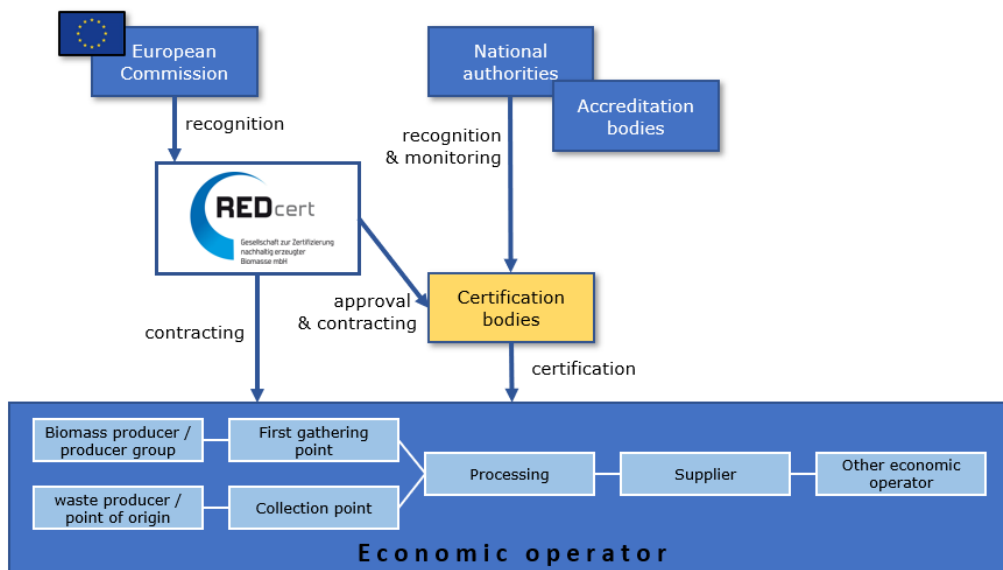 European
Commission
National
authorities
Accreditation
bodies
recognition
recognition
& monitoring
REDcert
Gesellschaft zur Zertifizierung
nachhaltig erzeugter
Biomasse mbH
approval
& contracting
Certification
bodies
contracting
certification
Biomass producer /
producer group
First gathering
point
waste producer /
point of origin
Collection point
Processing
Supplier
Other economic
operator
Economic operator